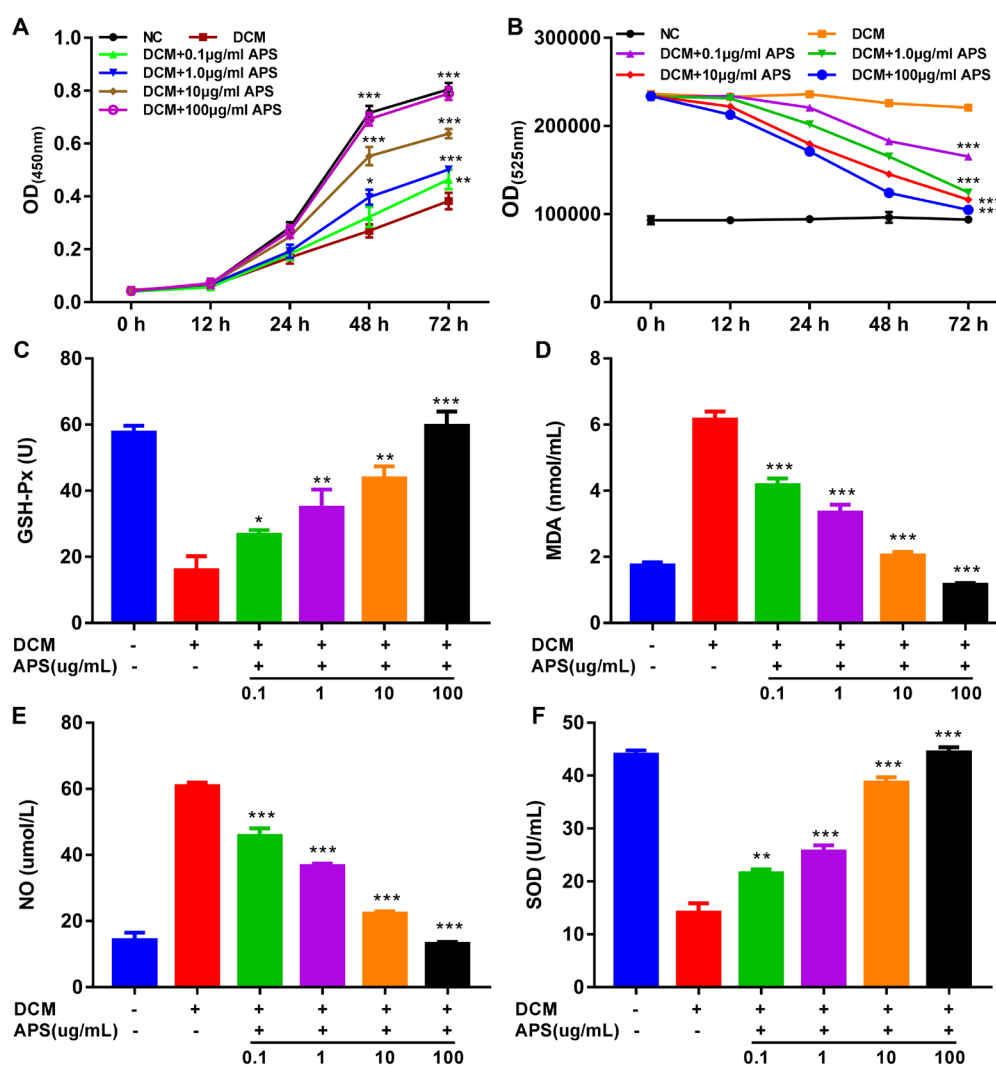 A
NC DCM
DCM+0.1μg/ml APS
DCM+1.0μg/ml APS
DCM+10μg/ml APS
DCM+100μg/ml APS
OD(450nm)
1.0
0.8
0.6
0.4
0.2
0.0
***
***
***
***
*
***
**
0 h 12 h 24 h 48 h 72 h
B
NC DCM
DCM+0.1μg/ml APS DCM+1.0μg/ml APS
DCM+10μg/ml APS DCM+100μg/ml APS
OD(525nm)
300000
200000
100000
0
***
***
***
***
0 h 12 h 24 h 48 h 72 h
C
GSH-Px (U)
80
60
40
20
0
* ** ** ***
DCM - + + + + +
APS(ug/mL) - - + + + +
0.1 1 10 100
D
MDA (nmol/mL)
8
6
4
2
0
*** *** *** ***
DCM - + + + + +
APS(ug/mL) - - + + + +
0.1 1 10 100
E
NO (umol/L)
80
60
40
20
0
*** *** *** ***
DCM - + + + + +
APS(ug/mL) - - + + + +
0.1 1 10 100
F
SOD (U/mL)
50
40
30
20
10
0
** *** *** ***
DCM - + + + + +
APS(ug/mL) - - + + + +
0.1 1 10 100